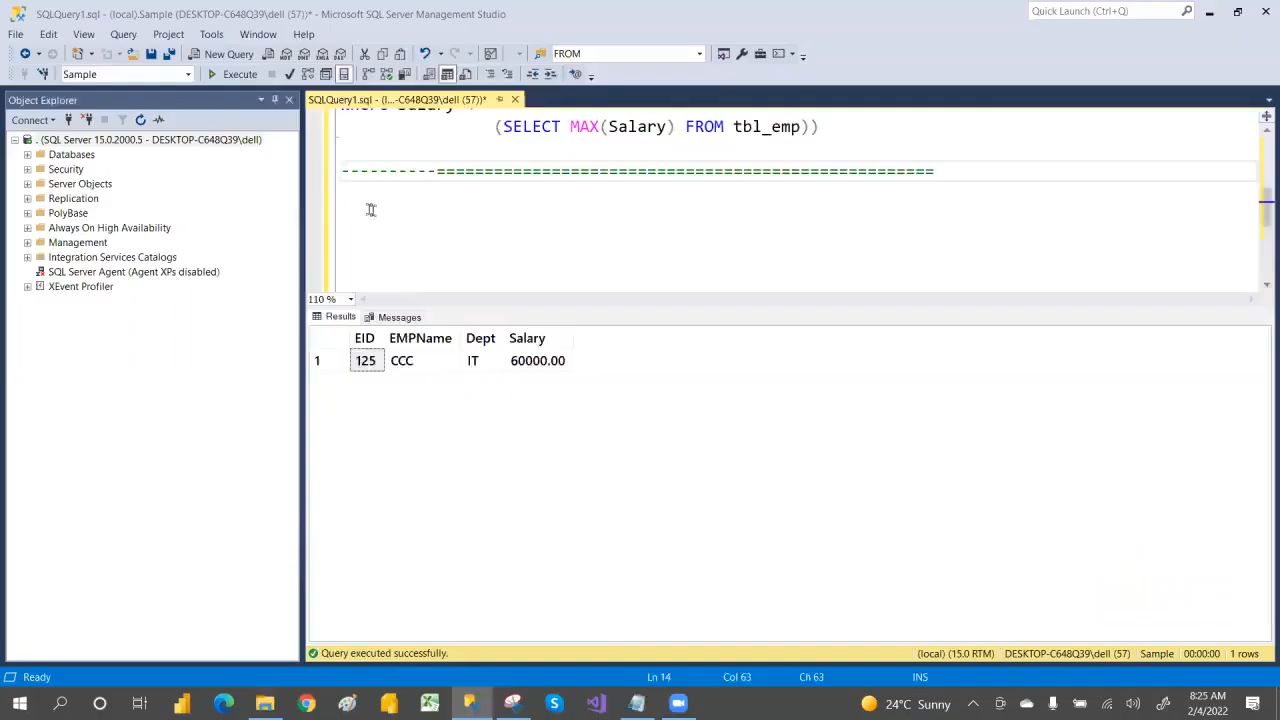 SQLQuery1.sql - (local).Sample (DESKTOP-C648Q39\dell (57))* - Microsoft SQL Server Management Studio
Quick Launch (Ctrl+Q)
File Edit View Query Project Tools Window Help
New Query
FROM
Sample
Execute
Object Explorer
SQLQuery1.sql - (l...-C648Q39\dell (57))*
Connect
. (SQL Server 15.0.2000.5 - DESKTOP-C648Q39\dell)
Databases
Security
Server Objects
Replication
PolyBase
Always On High Availability
Management
Integration Services Catalogs
SQL Server Agent (Agent XPs disabled)
XEvent Profiler
(SELECT MAX(Salary) FROM tbl_emp))
----------====================================================
110 %
Results Messages
EID EMPName Dept Salary
1 125 CCC IT 60000.00
Query executed successfully.
(local) (15.0 RTM) DESKTOP-C648Q39\dell (57) Sample 00:00:00 1 rows
Ready Ln 14 Col 63 Ch 63 INS
24°C Sunny
8:25 AM
2/4/2022